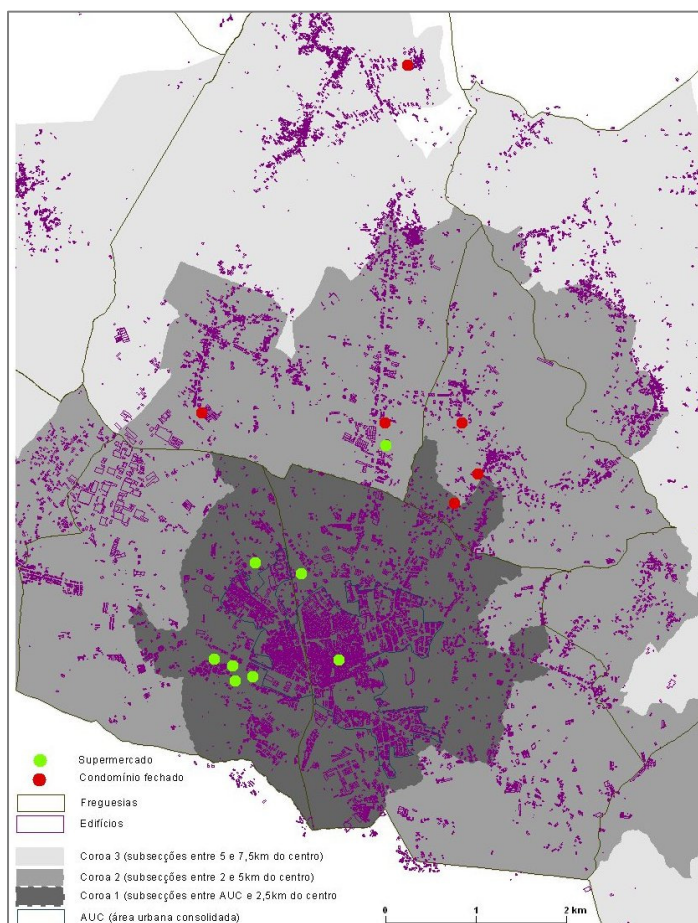 Supermercado
Condomínio fechado
Freguesias
Edifícios
Coroa 3 (subsecções entre 5 e 7,5km do centro)
Coroa 2 (subsecções entre 2 e 5km do centro)
Coroa 1 (subsecções entre AUC e 2,5km do centro
AUC (área urbana consolidada)
0 1 2 km